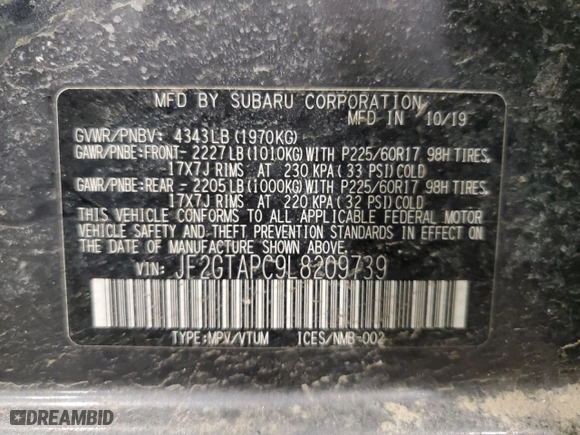 MFD BY SUBARU CORPORATION
MFD IN 10/19
GVWR/PNBV: 4343LB(1970KG)
GAWR/PNBE:FRONT- 2227LB(1010KG)WITH P225/60R17 98H TIRES,
17X7J RIMS AT 230 KPA(33 PSI)COLD
GAWR/PNBE:REAR - 2205LB(1000KG)WITH P225/60R17 98H TIRES,
17X7J RIMS AT 220 KPA(32 PSI)COLD
THIS VEHICLE CONFORMS TO ALL APPLICABLE FEDERAL MOTOR
VEHICLE SAFETY AND THEFT PREVENTION STANDARDS IN EFFECT
ON THE DATE OF MANUFACTURE SHOWN ABOVE.
VIN: JF2GTAPC9L8209739
TYPE:MPV/VTUM ICES/NMB-002
DREAMBID